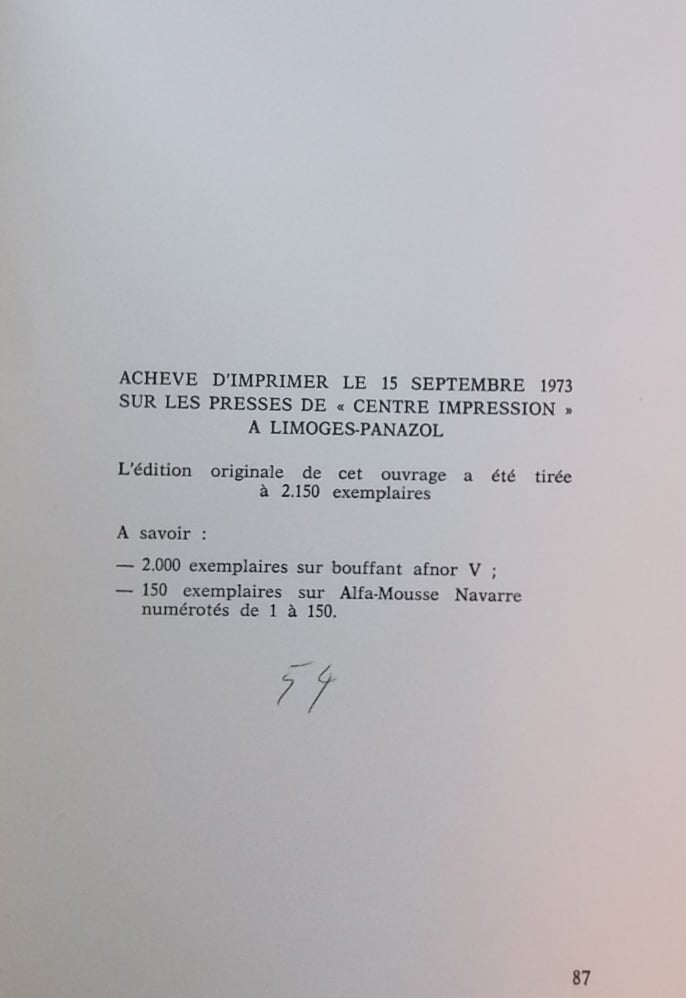 ACHEVE D'IMPRIMER LE 15 SEPTEMBRE 1973
SUR LES PRESSES DE « CENTRE IMPRESSION »
A LIMOGES-PANAZOL
L'édition originale de cet ouvrage a été tirée
à 2.150 exemplaires
A savoir :
— 2.000 exemplaires sur bouffant afnor V ;
— 150 exemplaires sur Alfa-Mousse Navarre
numérotés de 1 à 150.
54
87